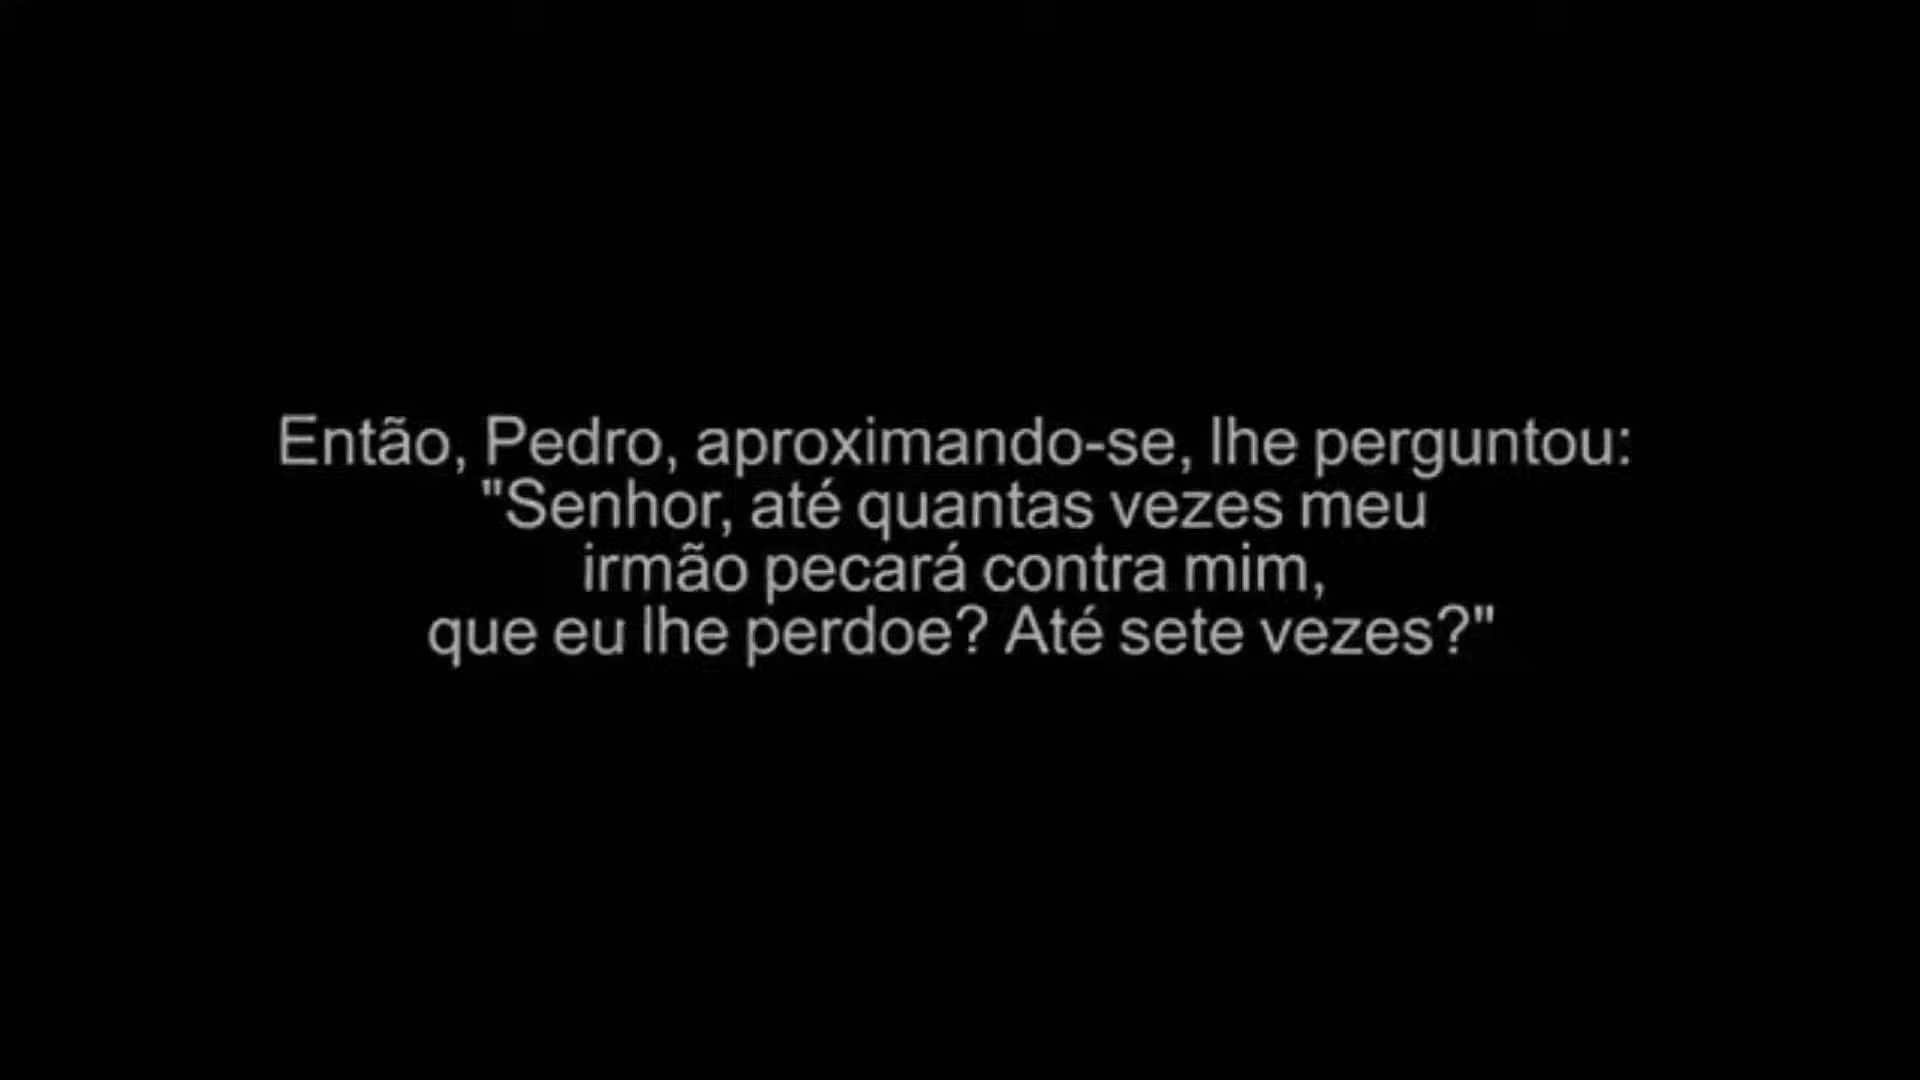 Então, Pedro, aproximando-se, lhe perguntou:
"Senhor, até quantas vezes meu
irmão pecará contra mim,
que eu lhe perdoe? Até sete vezes?"